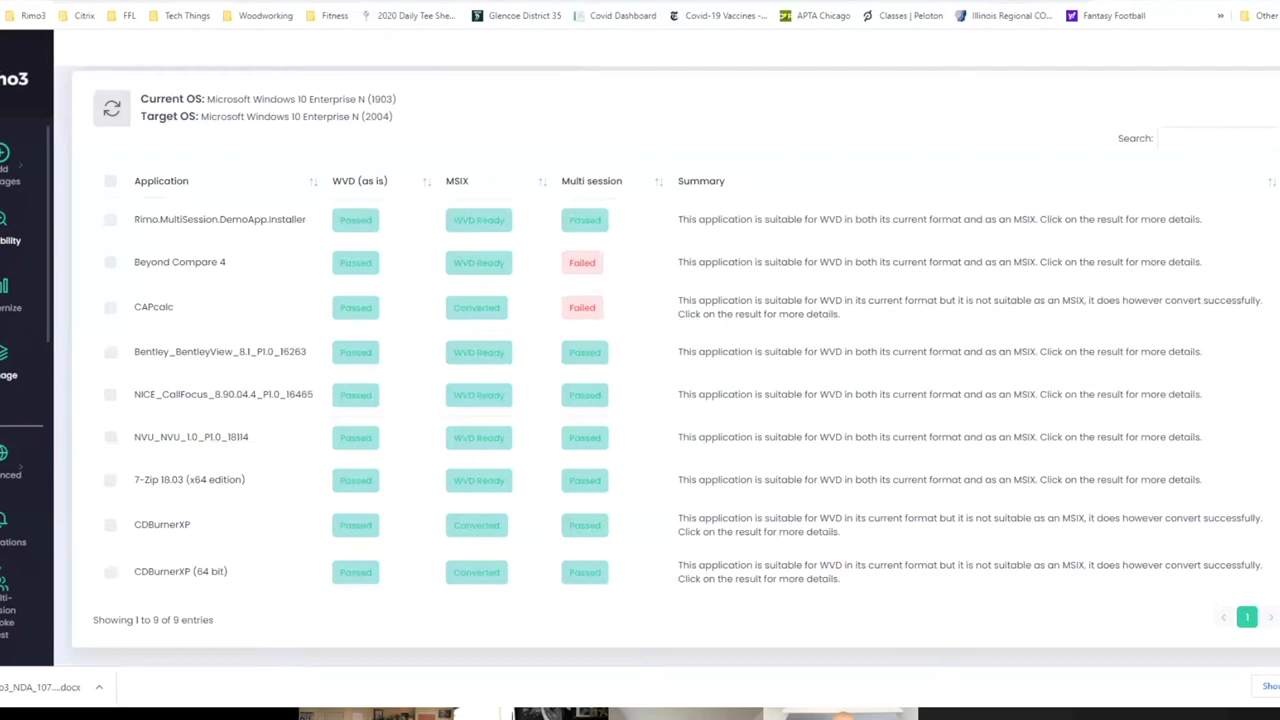 Rimo3 Citrix FFL Tech Things Woodworking Fitness 2020 Daily Tee She... Glencoe District 35 Covid Dashboard Covid-19 Vaccines -... APTA Chicago Classes | Peloton Illinois Regional CO... Fantasy Football » Other
mo3
Current OS: Microsoft Windows 10 Enterprise N (1903)
Target OS: Microsoft Windows 10 Enterprise N (2004)
Search:
Application WVD (as is) MSIX Multi session Summary
Rimo.MultiSession.DemoApp.Installer Passed WVD Ready Passed This application is suitable for WVD in both its current format and as an MSIX. Click on the result for more details.
Beyond Compare 4 Passed WVD Ready Failed This application is suitable for WVD in both its current format and as an MSIX. Click on the result for more details.
CAPcalc Passed Converted Failed This application is suitable for WVD in its current format but it is not suitable as an MSIX, it does however convert successfully.
Click on the result for more details.
Bentley_BentleyView_8.1_P1.0_16263 Passed WVD Ready Passed This application is suitable for WVD in both its current format and as an MSIX. Click on the result for more details.
NICE_CallFocus_8.90.04.4_P1.0_16465 Passed WVD Ready Passed This application is suitable for WVD in both its current format and as an MSIX. Click on the result for more details.
NVU_NVU_1.0_P1.0_18114 Passed WVD Ready Passed This application is suitable for WVD in both its current format and as an MSIX. Click on the result for more details.
7-Zip 18.03 (x64 edition) Passed WVD Ready Passed This application is suitable for WVD in both its current format and as an MSIX. Click on the result for more details.
CDBurnerXP Passed Converted Passed This application is suitable for WVD in its current format but it is not suitable as an MSIX, it does however convert successfully.
Click on the result for more details.
CDBurnerXP (64 bit) Passed Converted Passed This application is suitable for WVD in its current format but it is not suitable as an MSIX, it does however convert successfully.
Click on the result for more details.
Showing 1 to 9 of 9 entries
‹ 1 ›
o3_NDA_107....docx
Show